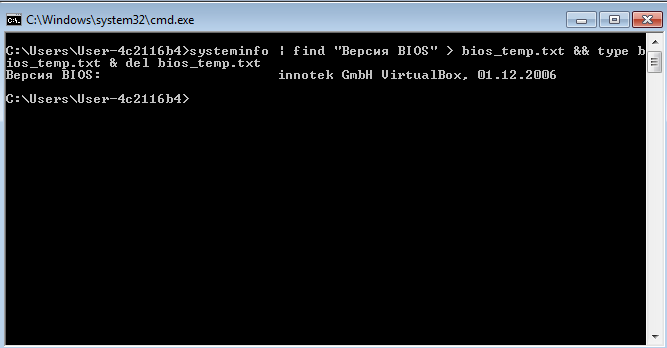 C:\Windows\system32\cmd.exe
C:\Users\User-4c2116b4>systeminfo | find "Версия BIOS" > bios_temp.txt && type b
ios_temp.txt & del bios_temp.txt
Версия BIOS:                      innotek GmbH VirtualBox, 01.12.2006
C:\Users\User-4c2116b4>